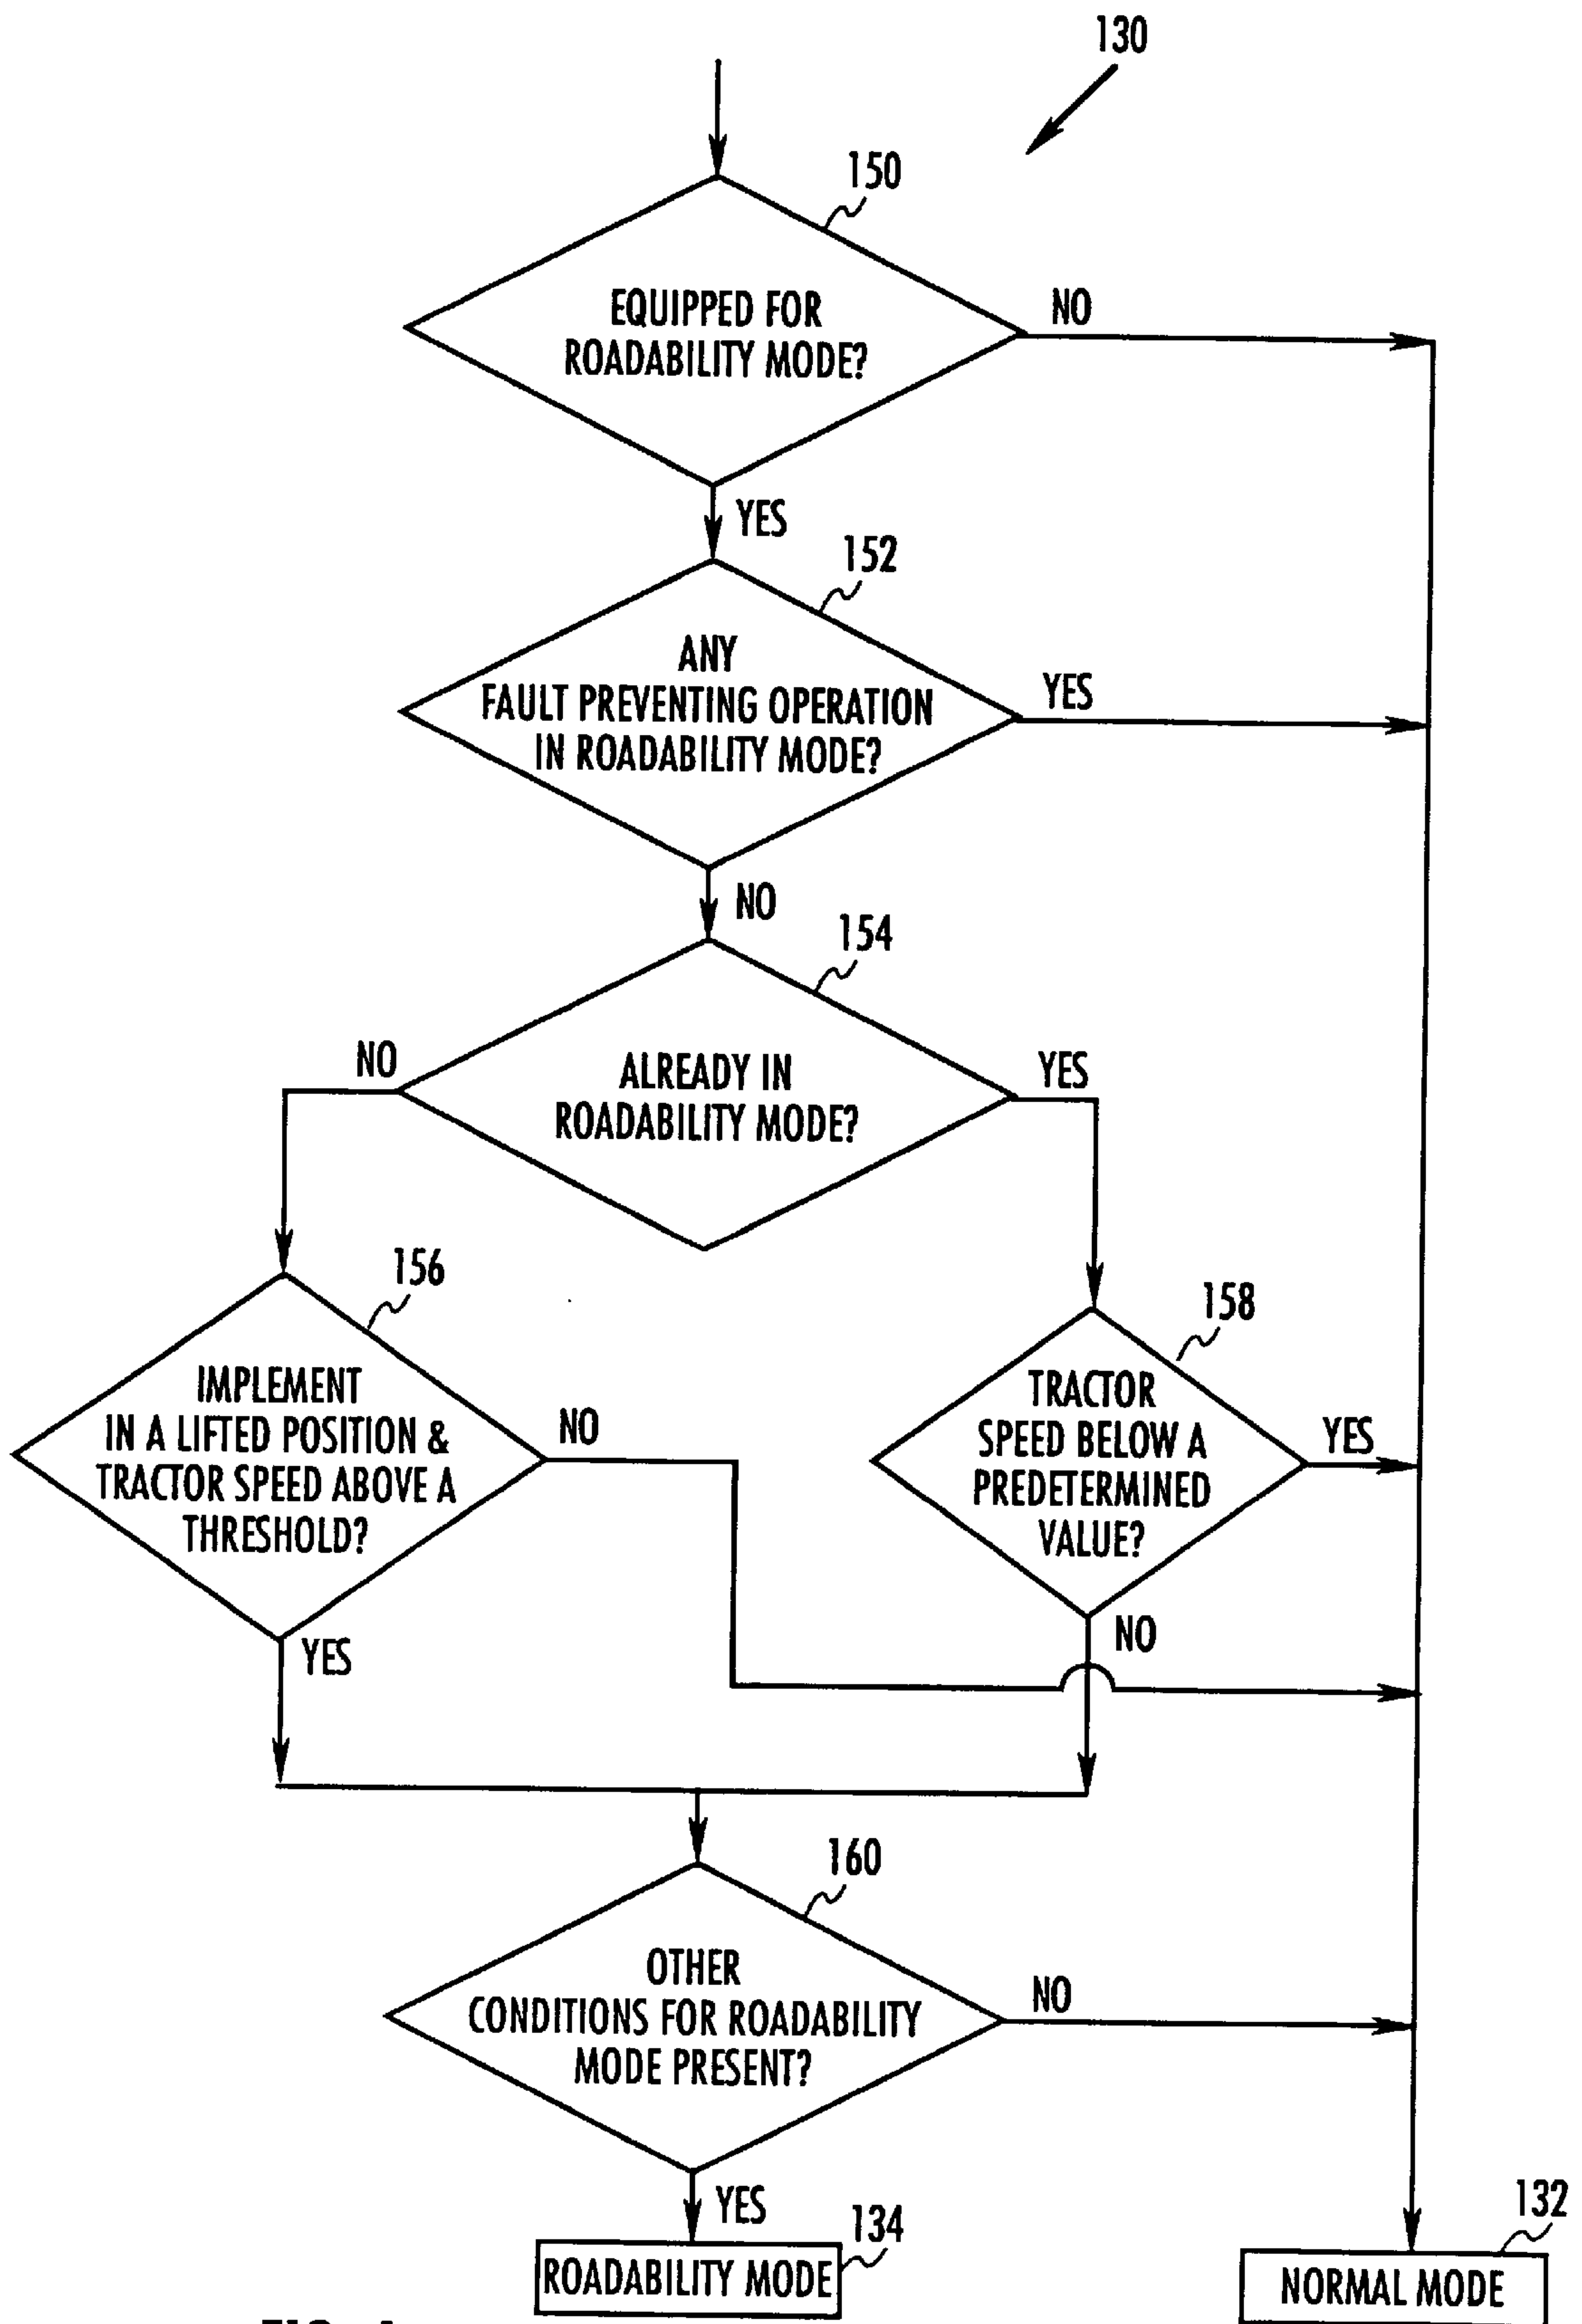 130
150
EQUIPPED FOR
ROADABILITY MODE?
NO
YES
152
ANY
FAULT PREVENTING OPERATION
IN ROADABILITY MODE?
YES
NO
154
NO
ALREADY IN
ROADABILITY MODE?
YES
156
158
IMPLEMENT
IN A LIFTED POSITION &
TRACTOR SPEED ABOVE A
THRESHOLD?
NO
TRACTOR
SPEED BELOW A
PREDETERMINED
VALUE?
YES
YES
NO
160
OTHER
CONDITIONS FOR ROADABILITY
MODE PRESENT?
NO
YES
134
ROADABILITY MODE
132
NORMAL MODE